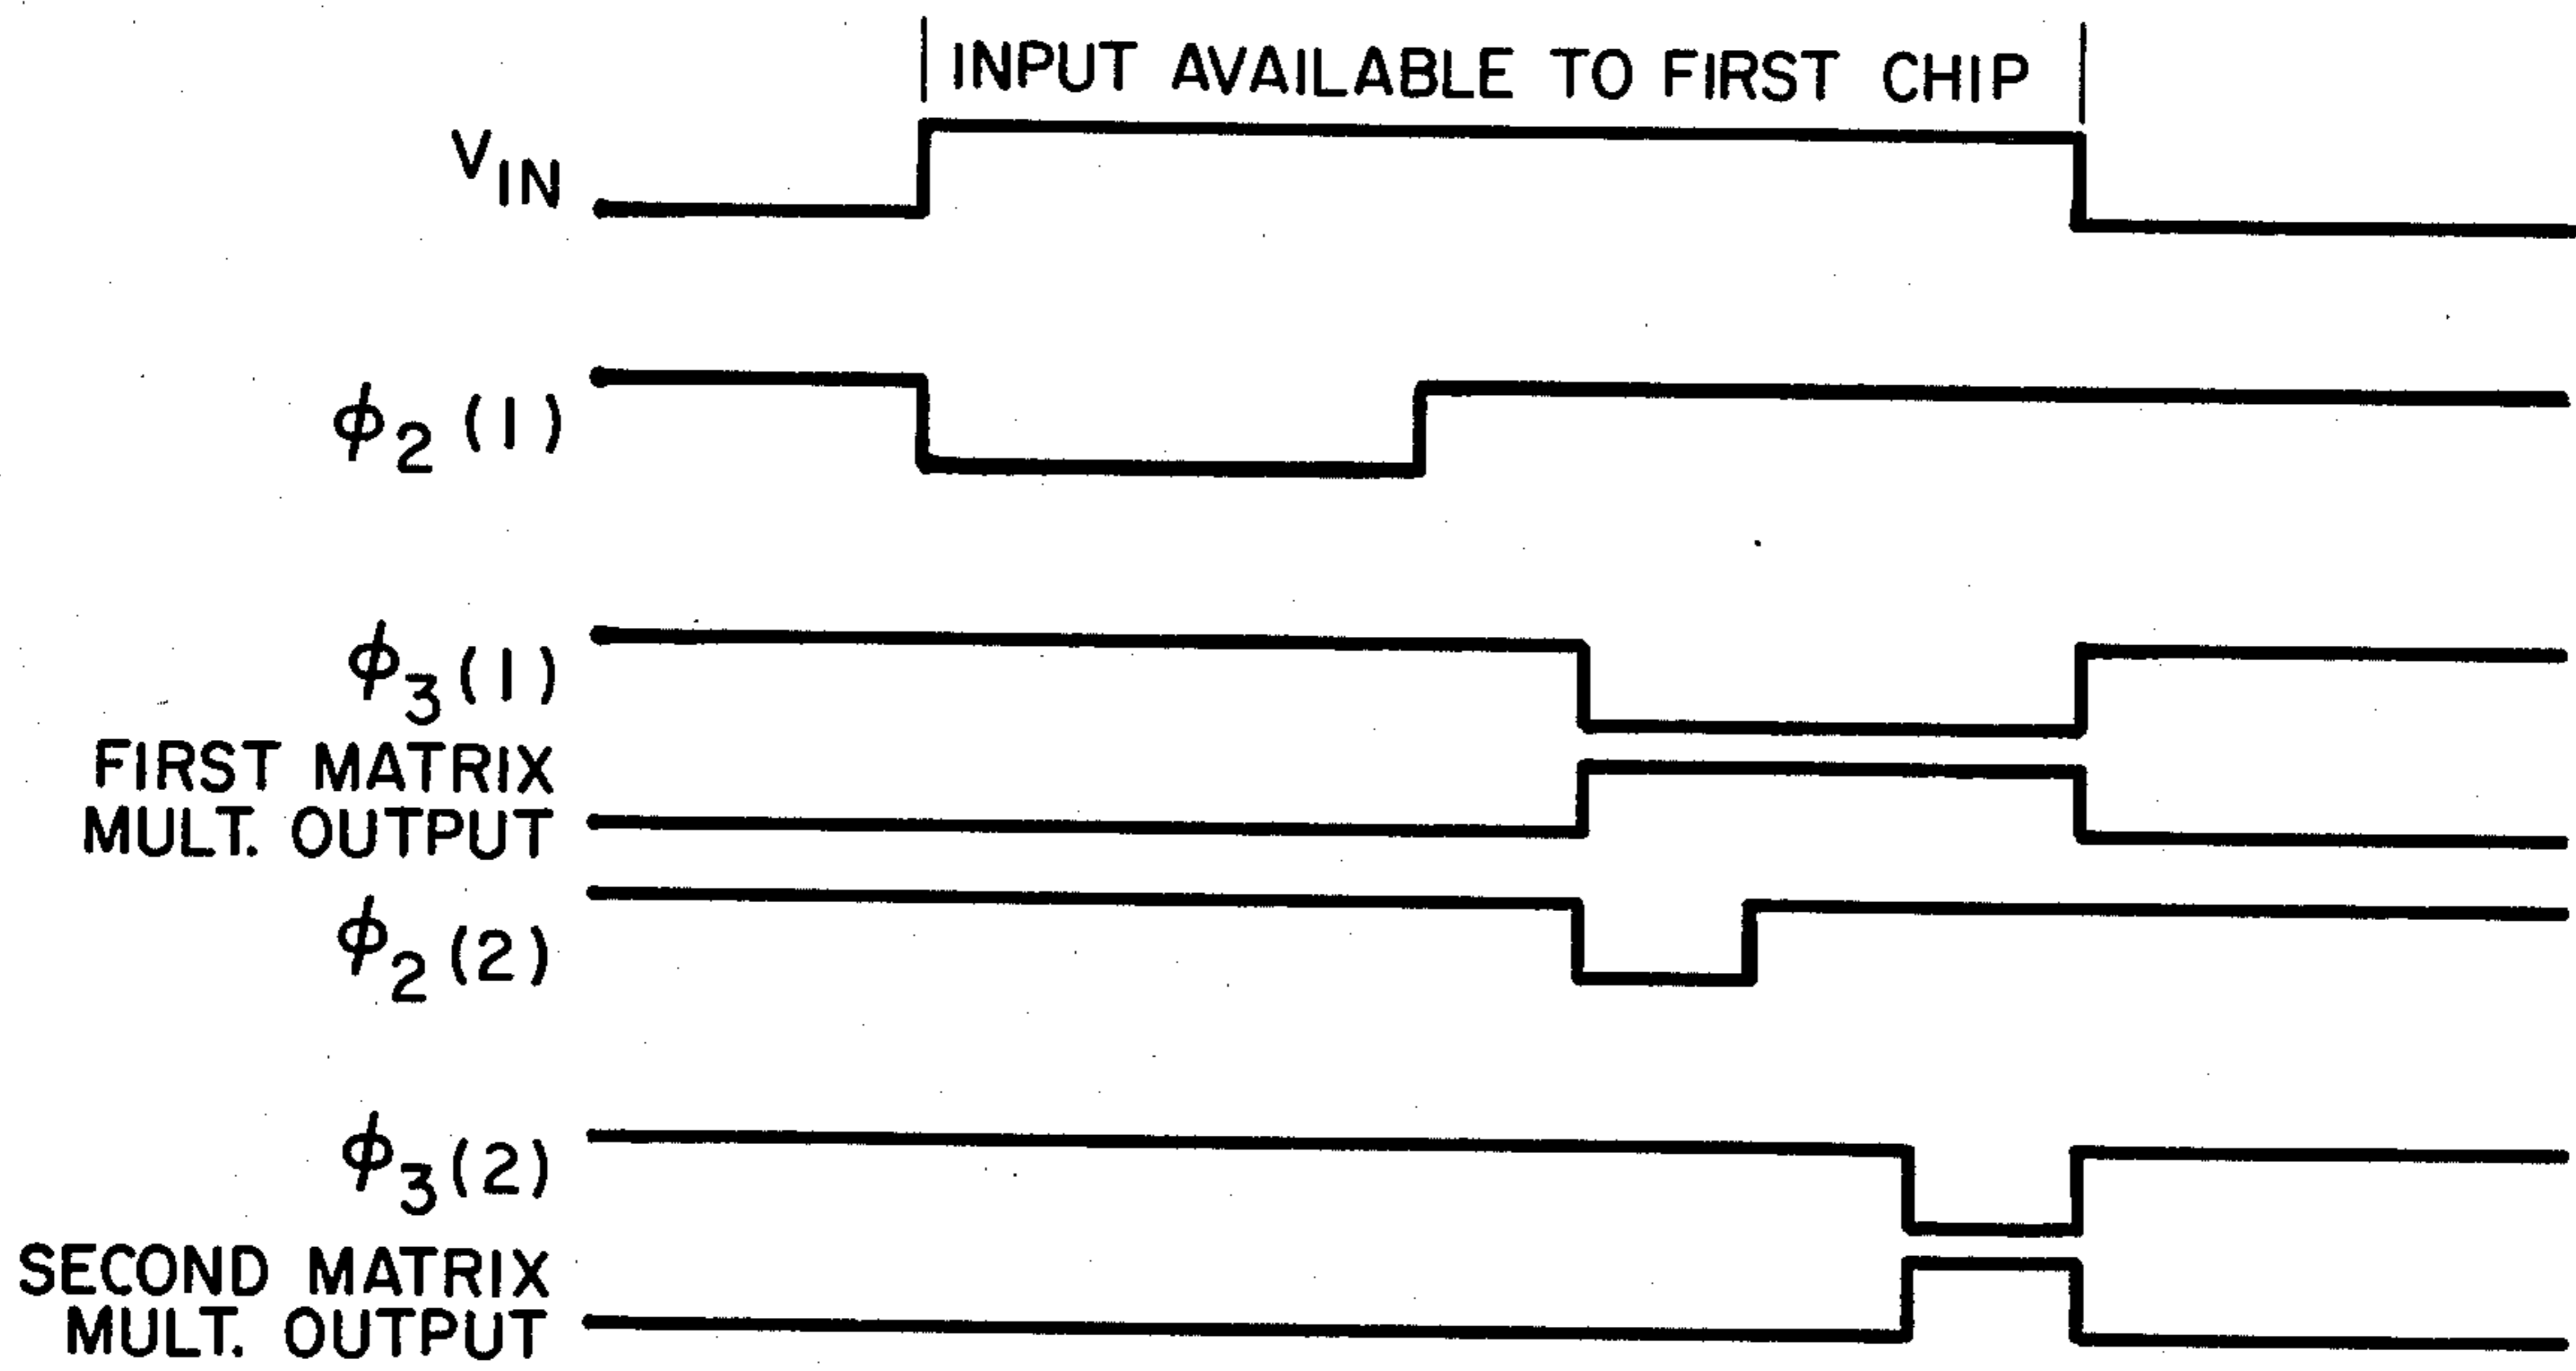 INPUT AVAILABLE TO FIRST CHIP
VIN
ϕ2 (1)
ϕ3 (1)
FIRST MATRIX
MULT. OUTPUT
ϕ2 (2)
ϕ3 (2)
SECOND MATRIX
MULT. OUTPUT